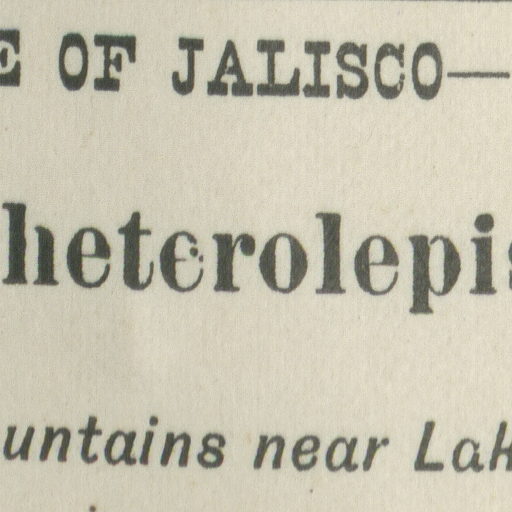 E OF JALISCO—
heterolepis
untains near Lak